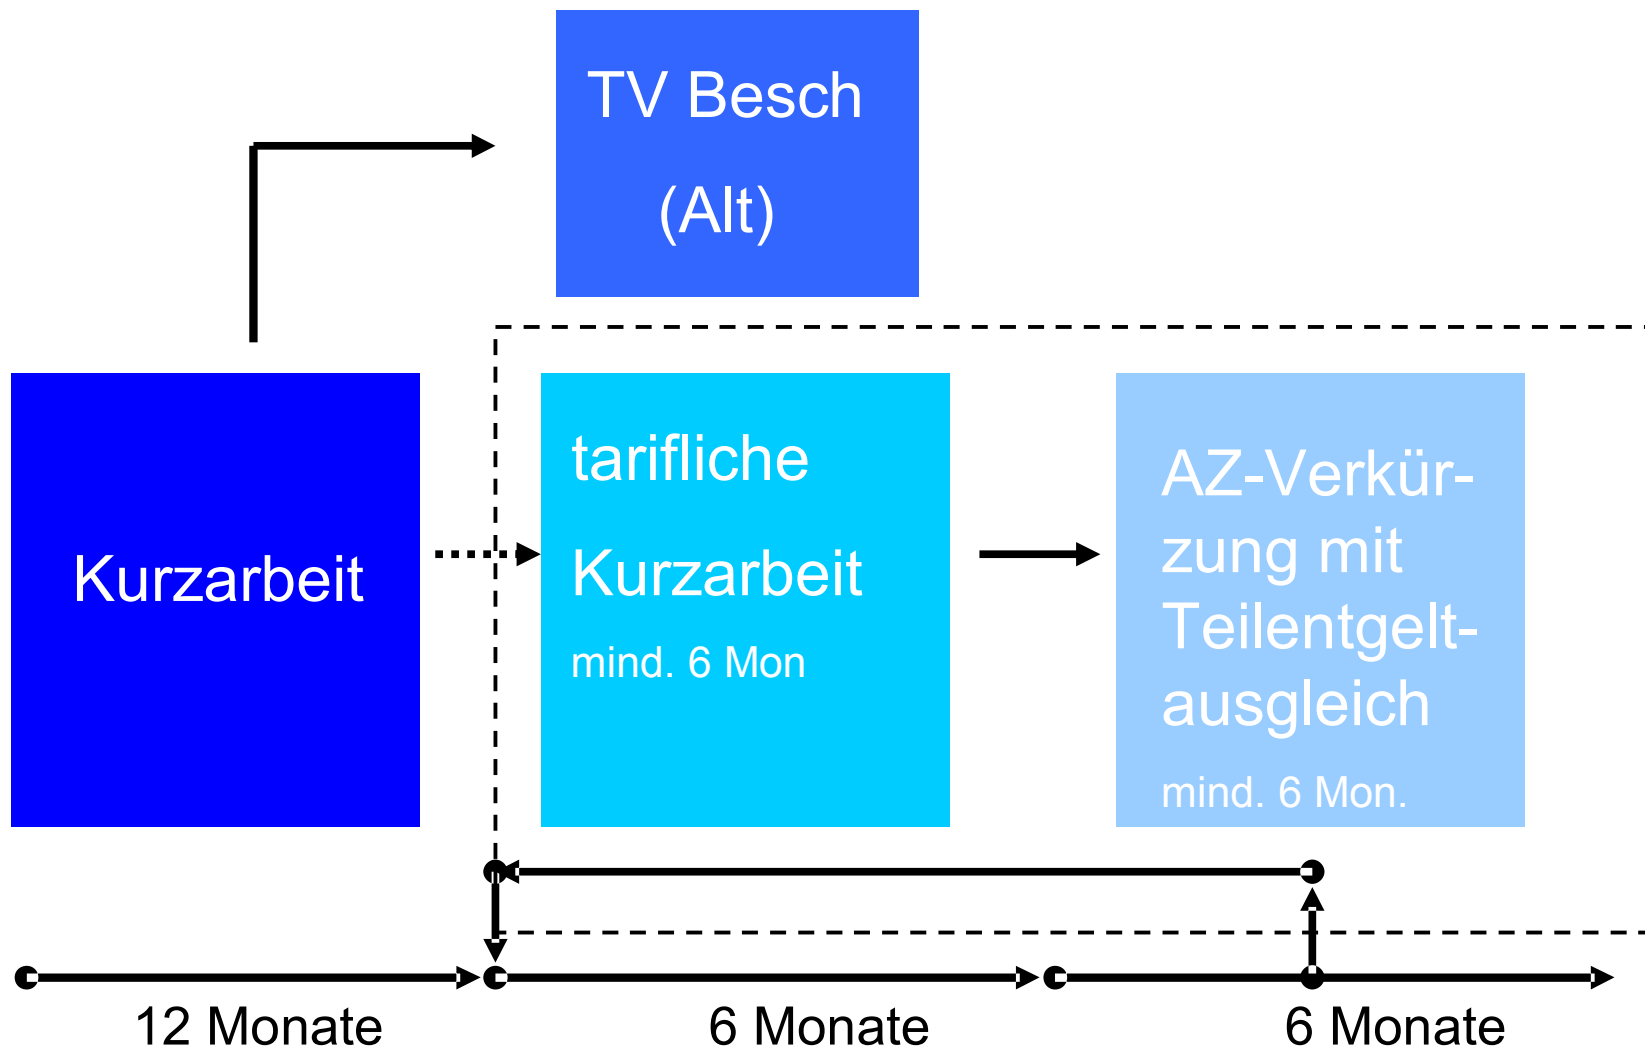 TV Besch
(Alt)
Kurzarbeit
tarifliche
Kurzarbeit
mind. 6 Mon
AZ-Verkür-
zung mit
Teilentgelt-
ausgleich
mind. 6 Mon.
12 Monate
6 Monate
6 Monate